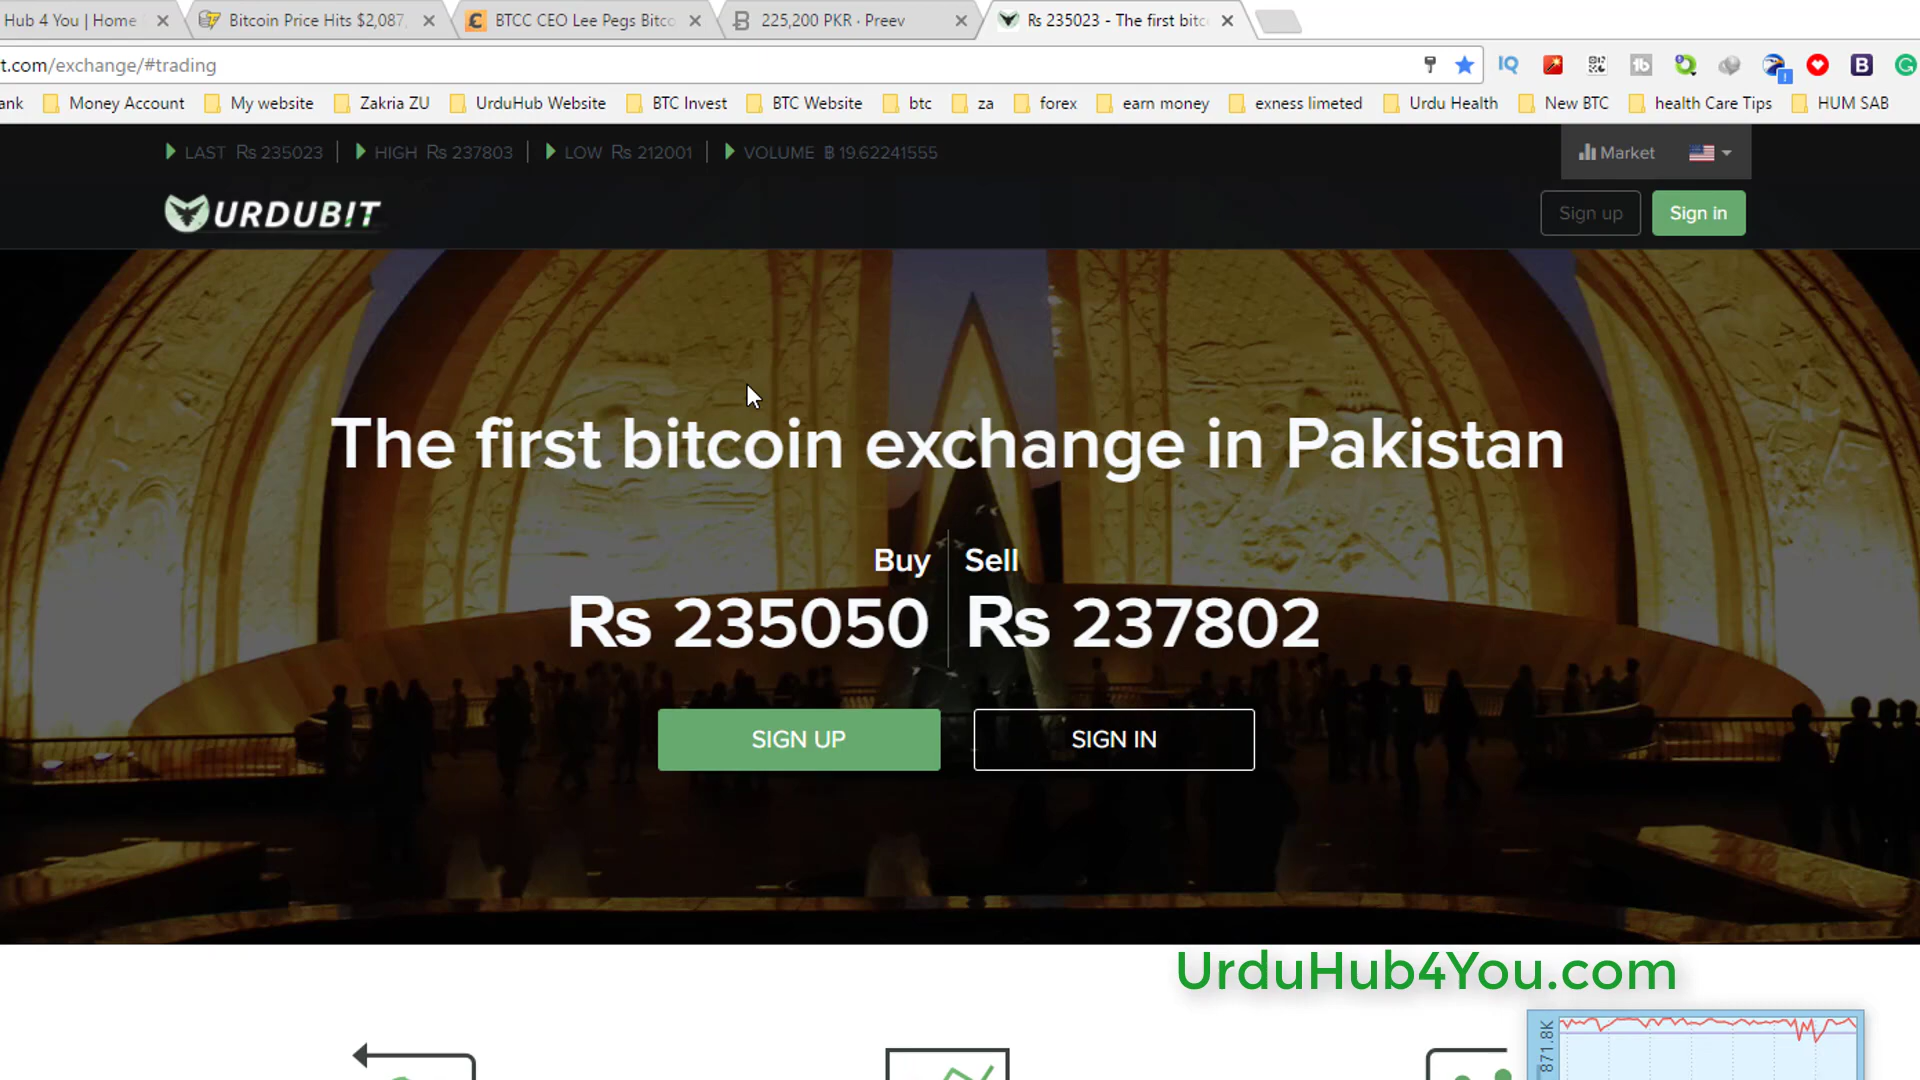 Hub 4 You | Home
Bitcoin Price Hits $2,087,
BTCC CEO Lee Pegs Bitco
225,200 PKR · Preev
Rs 235023 - The first bitc
t.com/exchange/#trading
ank
Money Account
My website
Zakria ZU
UrduHub Website
BTC Invest
BTC Website
btc
za
forex
earn money
exness limeted
Urdu Health
New BTC
health Care Tips
HUM SAB
LAST Rs 235023
HIGH Rs 237803
LOW Rs 212001
VOLUME ฿ 19.62241555
Market
URDUB!T
Sign up
Sign in
The first bitcoin exchange in Pakistan
Buy
Sell
Rs 235050
Rs 237802
SIGN UP
SIGN IN
UrduHub4You.com
871.8K